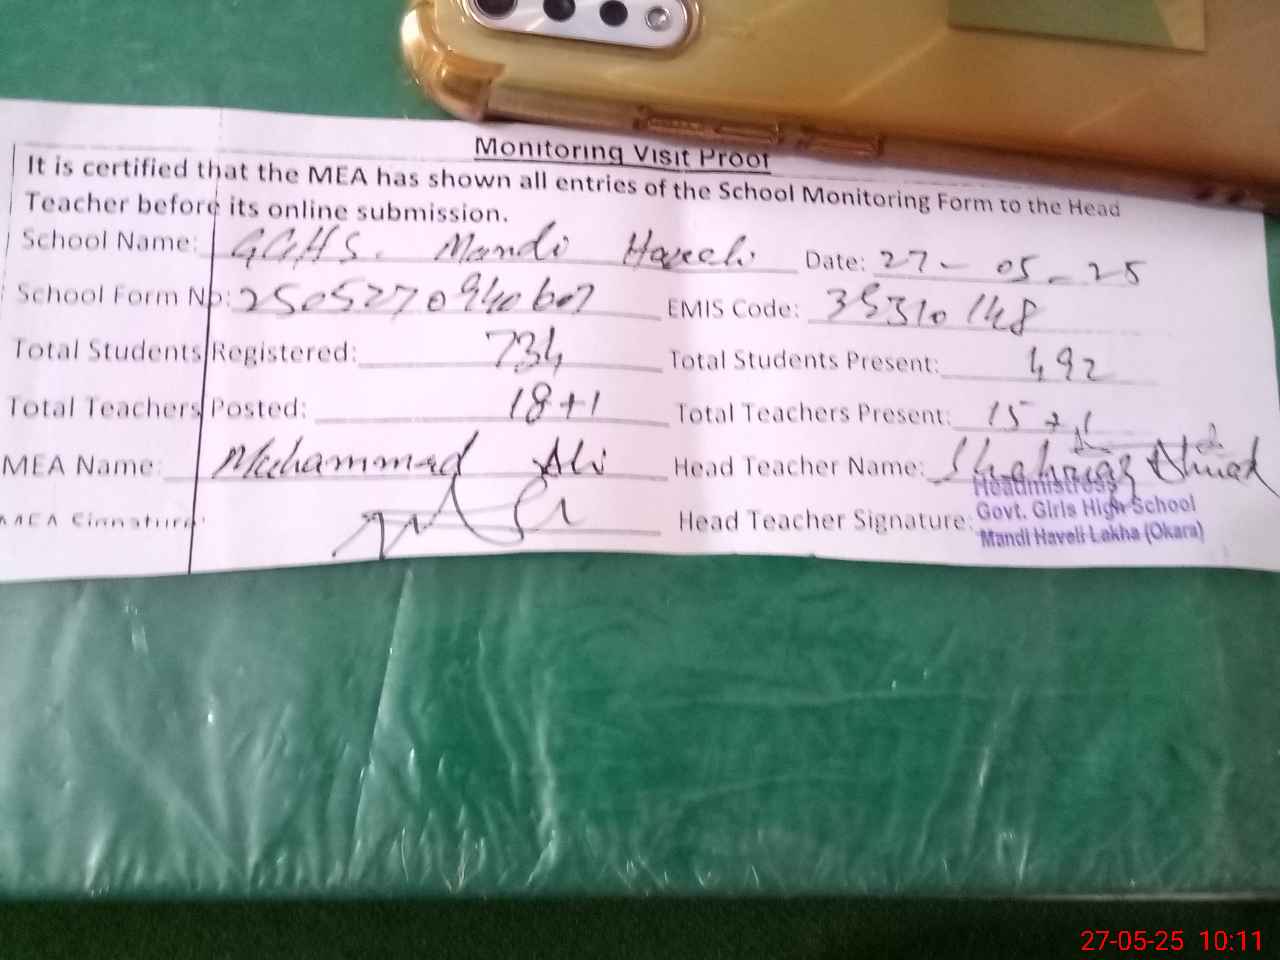 Monitoring Visit Proof
It is certified that the MEA has shown all entries of the School Monitoring Form to the Head
Teacher before its online submission.
School Name: GGHS. Mandi Haveli Date: 27-05-25
School Form No: 2505270940607 EMIS Code: 35310148
Total Students Registered: 734 Total Students Present: 492
Total Teachers Posted: 18+1 Total Teachers Present: 15+1
MEA Name: Muhammad Ali Head Teacher Name: Ahmad
MEA Signature: Head Teacher Signature:
Headmistress
Govt. Girls High School
Mandi Haveli Lakha (Okara)
27-05-25 10:11